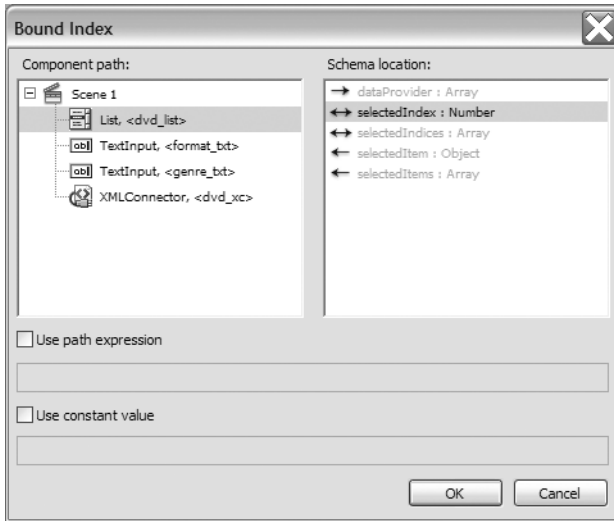 Bound Index
Component path:
Scene 1
List, <dvd_list>
TextInput, <format_txt>
TextInput, <genre_txt>
XMLConnector, <dvd_xc>
Schema location:
dataProvider : Array
selectedIndex : Number
selectedIndices : Array
selectedItem : Object
selectedItems : Array
Use path expression
Use constant value
OK
Cancel